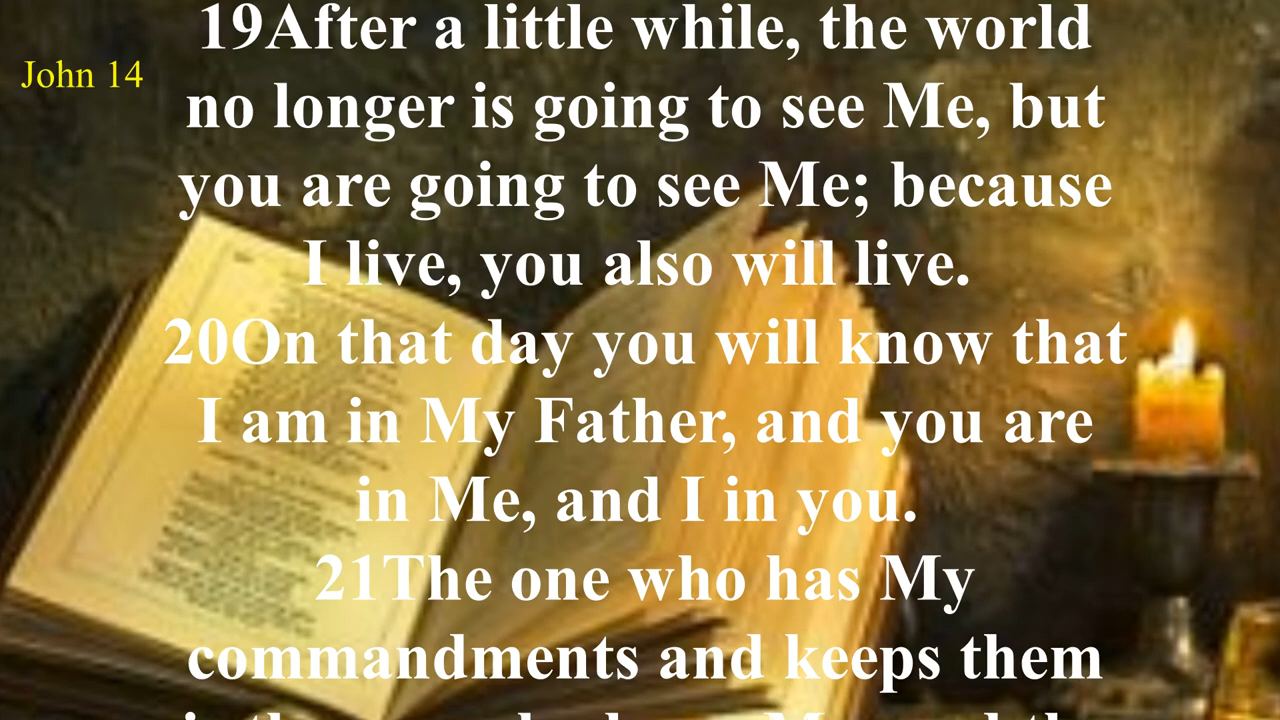 John 14
19After a little while, the world
no longer is going to see Me, but
you are going to see Me; because
I live, you also will live.
20On that day you will know that
I am in My Father, and you are
in Me, and I in you.
21The one who has My
commandments and keeps them